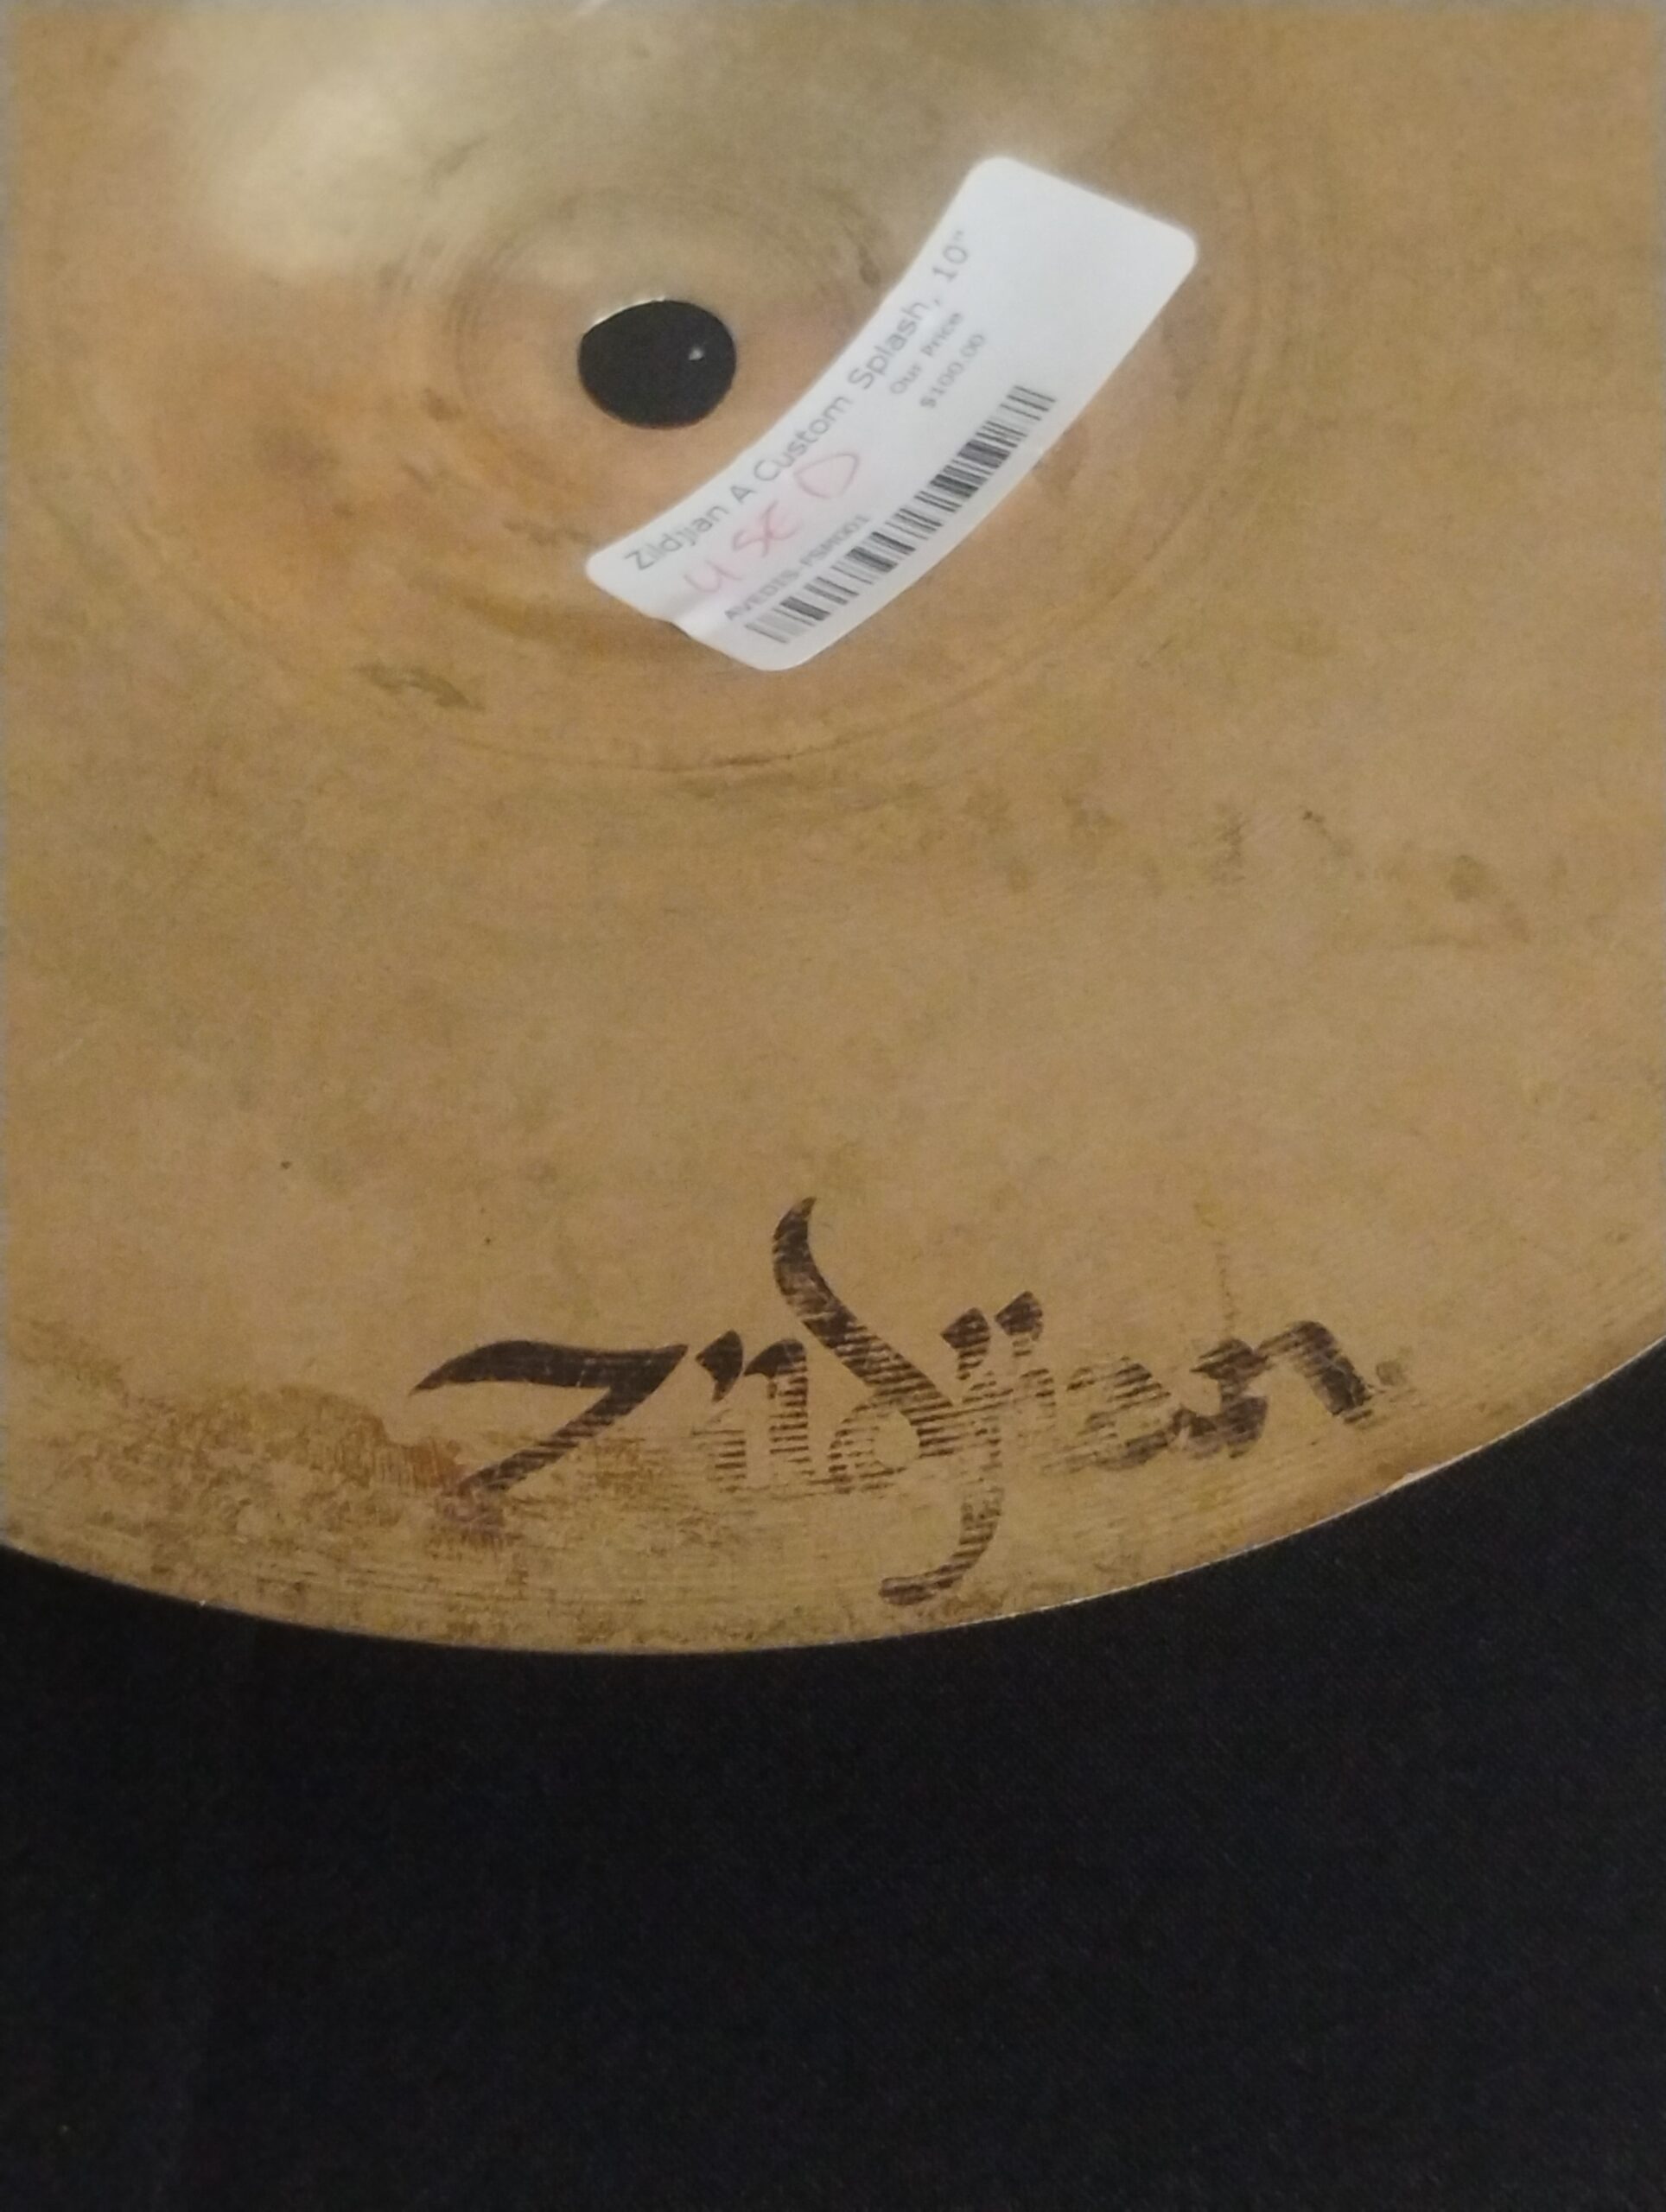 Zildjian A Custom Splash, 10"
Our Price
$100.00
USED
Zildjian